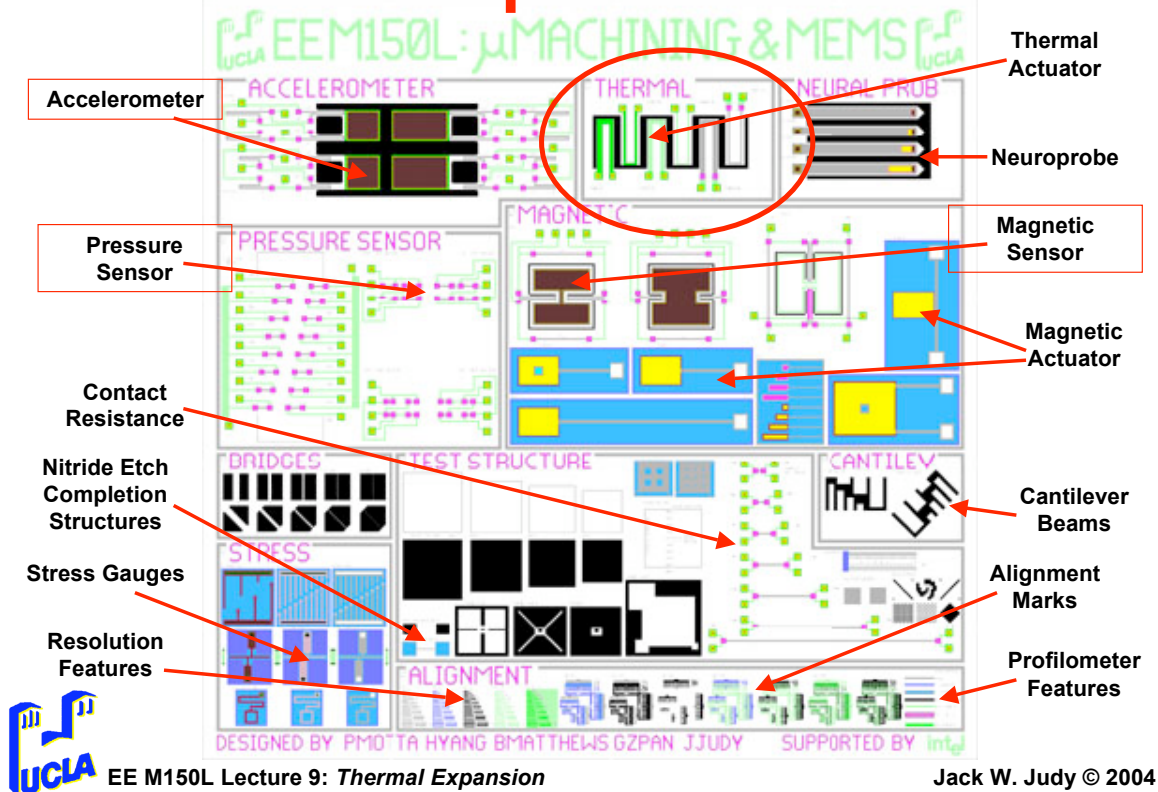 UCLA EE M150L: μMACHINING & MEMS UCLA
Thermal
Actuator
ACCELEROMETER
THERMAL
NEURAL PROB
Accelerometer
Neuroprobe
MAGNETIC
Magnetic
Sensor
Pressure
Sensor
PRESSURE SENSOR
Magnetic
Actuator
Contact
Resistance
BRIDGES
TEST STRUCTURE
CANTILEV
Nitride Etch
Completion
Structures
Cantilever
Beams
STRESS
Stress Gauges
Alignment
Marks
Resolution
Features
ALIGNMENT
Profilometer
Features
DESIGNED BY PMOTTA HYANG BMATTHEWS GZPAN JJUDY SUPPORTED BY intel
UCLA
EE M150L Lecture 9: Thermal Expansion
Jack W. Judy © 2004